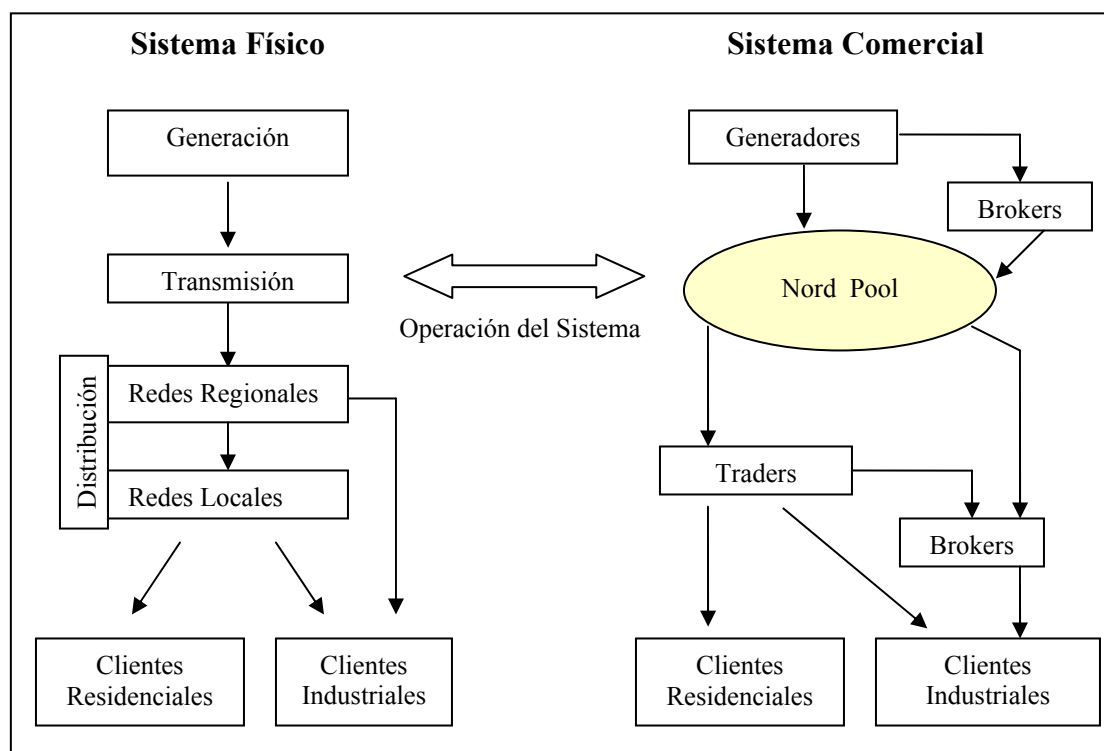 Sistema Físico
Generación
Transmisión
Distribución
Redes Regionales
Redes Locales
Clientes
Residenciales
Clientes
Industriales
Operación del Sistema
Sistema Comercial
Generadores
Brokers
Nord Pool
Traders
Brokers
Clientes
Residenciales
Clientes
Industriales